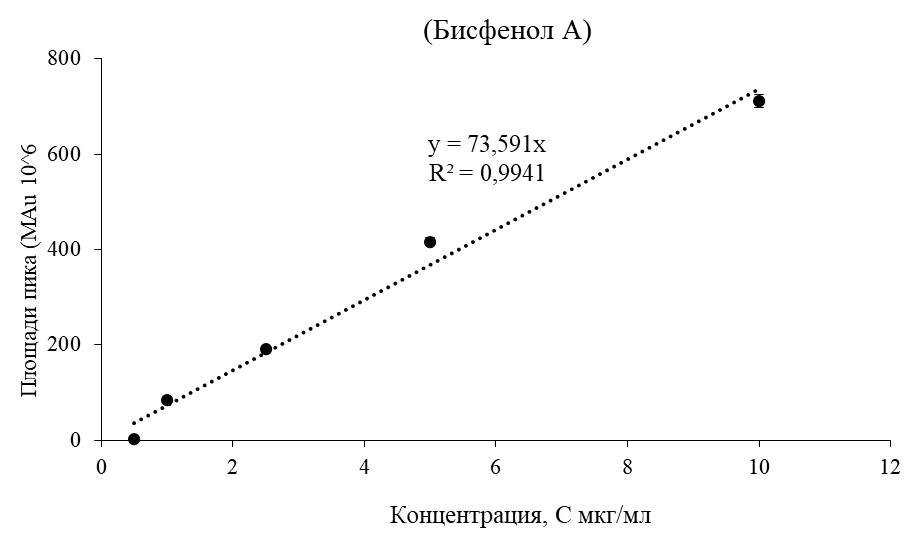 (Бисфенол А)
800
600
400
200
0
y = 73,591x
R² = 0,9941
Площади пика (MAu 10^6
0 2 4 6 8 10 12
Концентрация, С мкг/мл